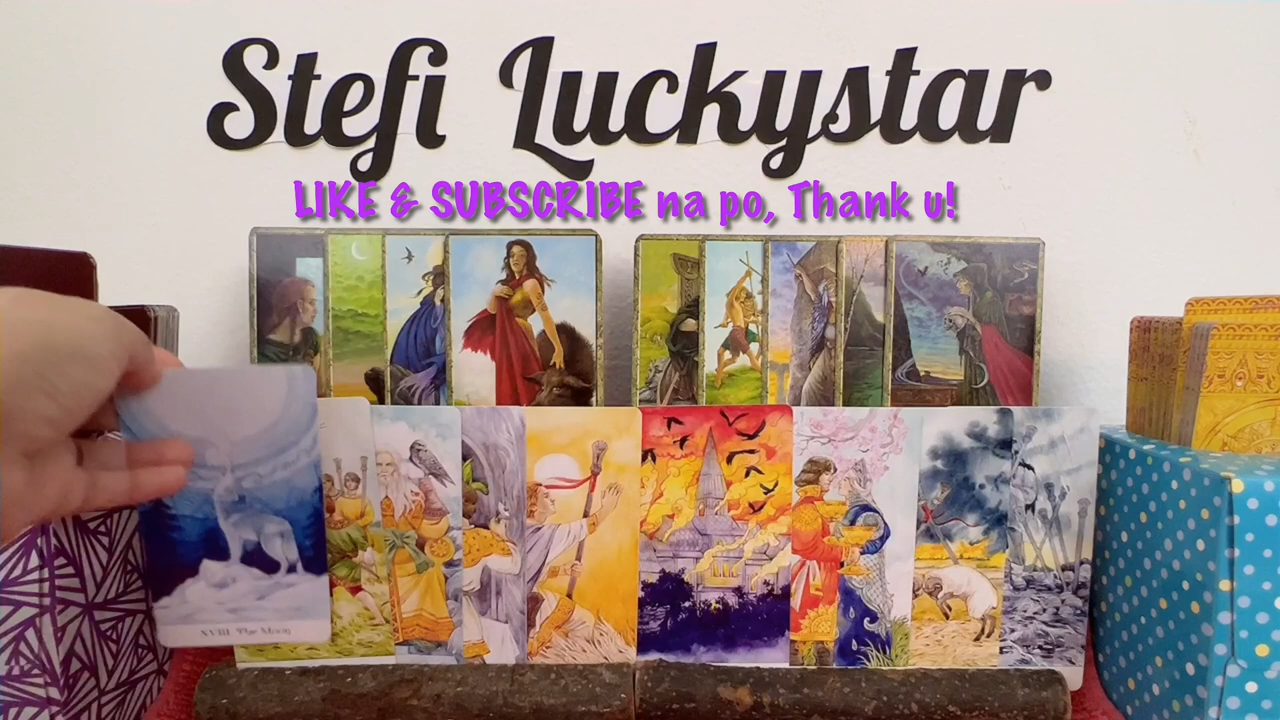 Stefi Luckystar
LIKE & SUBSCRIBE na po, Thank u!
XVIII The Moon